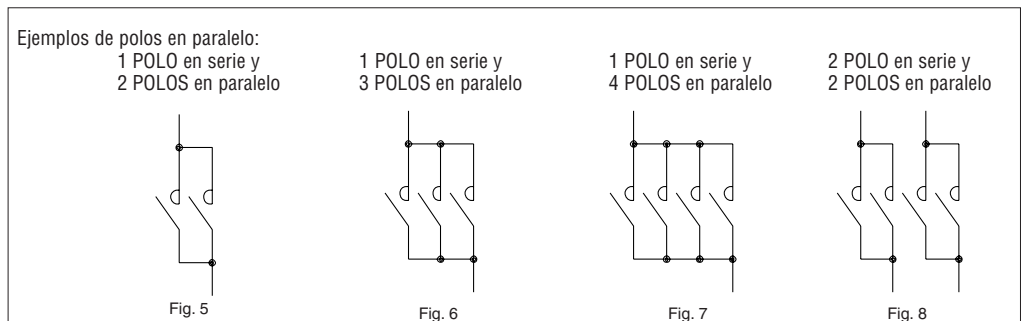 Ejemplos de polos en paralelo:
1 POLO en serie y
2 POLOS en paralelo
1 POLO en serie y
3 POLOS en paralelo
1 POLO en serie y
4 POLOS en paralelo
2 POLO en serie y
2 POLOS en paralelo
Fig. 5
Fig. 6
Fig. 7
Fig. 8